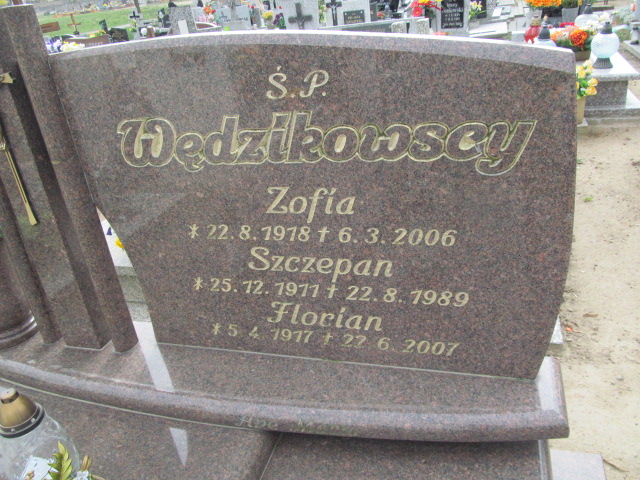 Ś.P.
Wędzikowscy
Zofia
* 22.8.1918 † 6.3.2006
Szczepan
* 25.12.1911 † 22.8.1989
Florian
* 5.4.1917 † 22.6.2007